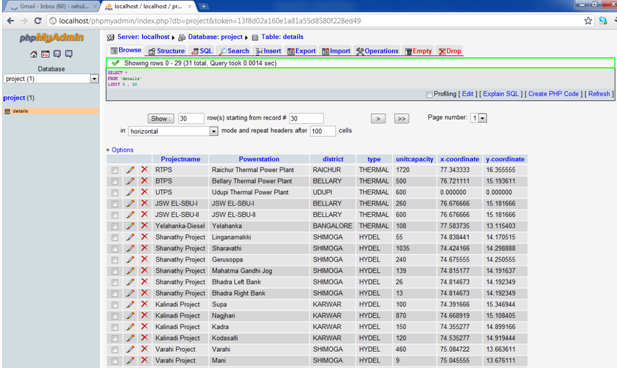 Gmail - Inbox (60) - rahul...
localhost / localhost / pr...
localhost/phpmyadmin/index.php?db=project&token=13f8d02a160e1a81a55d8580f228ed49
phpMyAdmin
Server: localhost Database: project Table: details
Browse Structure SQL Search Insert Export Import Operations Empty Drop
Database
project (1)
project (1)
details
Showing rows 0 - 29 (31 total, Query took 0.0014 sec)
SELECT *
FROM `details`
LIMIT 0 , 30
Profiling [ Edit ] [ Explain SQL ] [ Create PHP Code ] [ Refresh ]
Show : 30 row(s) starting from record # 30 > >> Page number: 1
in horizontal mode and repeat headers after 100 cells
+ Options
Projectname Powerstation district type unitcapacity x-coordinate y-coordinate
RTPS Raichur Thermal Power Plant RAICHUR THERMAL 1720 77.343333 16.355555
BTPS Bellary Thermal Power Plant BELLARY THERMAL 500 76.721111 15.193611
UTPS Udupi Thermal Power Plant UDUPI THERMAL 600 0.000000 0.000000
JSW EL-SBU-I JSW EL-SBU-I BELLARY THERMAL 260 76.676666 15.181666
JSW EL-SBU-II JSW EL-SBU-II BELLARY THERMAL 600 76.676666 15.181666
Yelahanka-Diesel Yelahanka BANGALORE THERMAL 108 77.583735 13.115403
Sharavathy Project Linganamakki SHIMOGA HYDEL 55 74.838441 14.170515
Sharavathy Project Sharavathi SHIMOGA HYDEL 1035 74.424166 14.298888
Sharavathy Project Gerusoppa SHIMOGA HYDEL 240 74.675555 14.250555
Sharavathy Project Mahatma Gandhi Jog SHIMOGA HYDEL 139 74.815177 14.191637
Sharavathy Project Bhadra Left Bank SHIMOGA HYDEL 26 74.814673 14.192349
Sharavathy Project Bhadra Right Bank SHIMOGA HYDEL 13 74.814673 14.192349
Kalinadi Project Supa KARWAR HYDEL 100 74.391666 15.346944
Kalinadi Project Nagjhari KARWAR HYDEL 870 74.668919 15.108405
Kalinadi Project Kadra KARWAR HYDEL 150 74.355277 14.899166
Kalinadi Project Kodasalli KARWAR HYDEL 120 74.535277 14.919444
Varahi Project Varahi SHIMOGA HYDEL 460 75.084722 13.663611
Varahi Project Mani SHIMOGA HYDEL 9 75.045555 13.676111